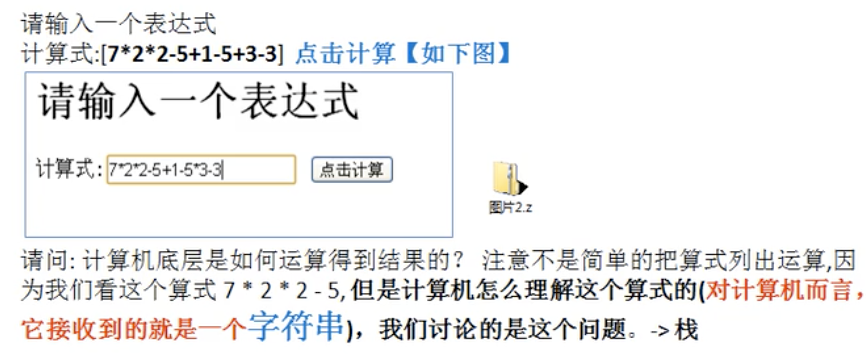 请输入一个表达式
计算式:[7*2*2-5+1-5+3-3] 点击计算【如下图】
请输入一个表达式
计算式: 7*2*2-5+1-5*3-3 点击计算
图片2.z
请问: 计算机底层是如何运算得到结果的？ 注意不是简单的把算式列出运算,因
为我们看这个算式 7 * 2 * 2 - 5, 但是计算机怎么理解这个算式的(对计算机而言，
它接收到的就是一个字符串)，我们讨论的是这个问题。-> 栈